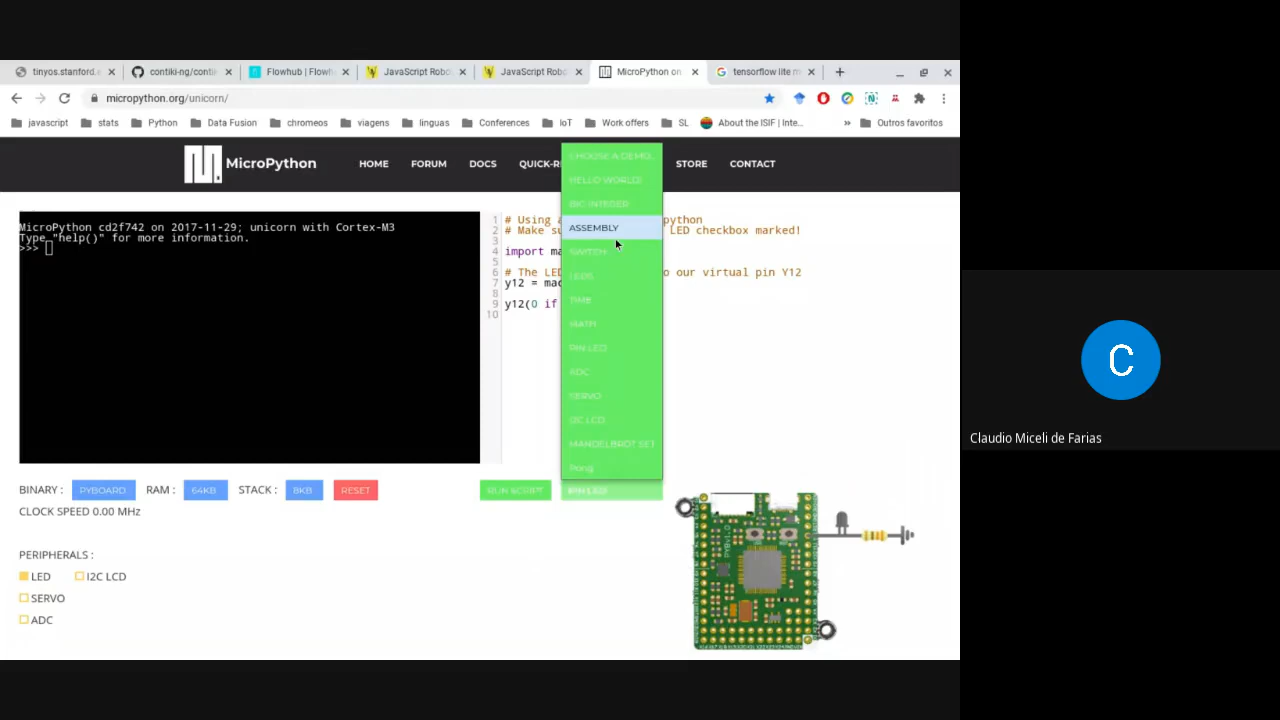 tinyos.stanford.e
contiki-ng/conti
Flowhub | Flowh
JavaScript Robo
JavaScript Robo
MicroPython on
tensorflow lite m
micropython.org/unicorn/
javascript
stats
Python
Data Fusion
chromeos
viagens
linguas
Conferences
IoT
Work offers
SL
About the ISIF | Inte...
Outros favoritos
MicroPython
HOME
FORUM
DOCS
QUICK-R
STORE
CONTACT
CHOOSE A DEMO...
HELLO WORLD!
BIG INTEGER
ASSEMBLY
SWITCH
LEDS
TIME
MATH
PIN LED
ADC
SERVO
I2C LCD
MANDELBROT SET
Pong
MicroPython cd2f742 on 2017-11-29; unicorn with Cortex-M3
Type "help()" for more information.
>>>
1 # Using python
2 # Make su LED checkbox marked!
3
4 import ma
5
6 # The LED o our virtual pin Y12
7 y12 = mac
8
9 y12(0 if
10
BINARY : PYBOARD RAM : 64KB STACK : 8KB RESET
RUN SCRIPT PIN LED
CLOCK SPEED 0.00 MHz
PERIPHERALS :
LED I2C LCD
SERVO
ADC
C
Claudio Miceli de Farias